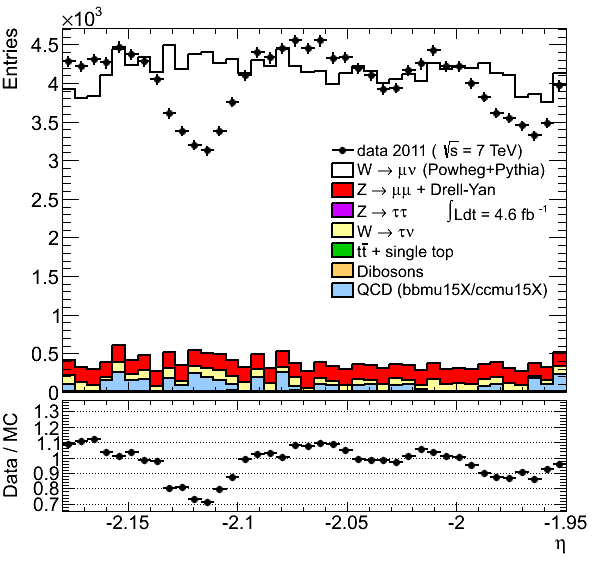 ×10³
Entries
4.5
4
3.5
3
2.5
2
1.5
1
0.5
0
data 2011 ( √s = 7 TeV)
W → μν (Powheg+Pythia)
Z → μμ + Drell-Yan
Z → ττ ∫Ldt = 4.6 fb⁻¹
W → τν
tt̄ + single top
Dibosons
QCD (bbmu15X/ccmu15X)
Data / MC
1.3
1.2
1.1
1
0.9
0.8
0.7
-2.15 -2.1 -2.05 -2 -1.95
η